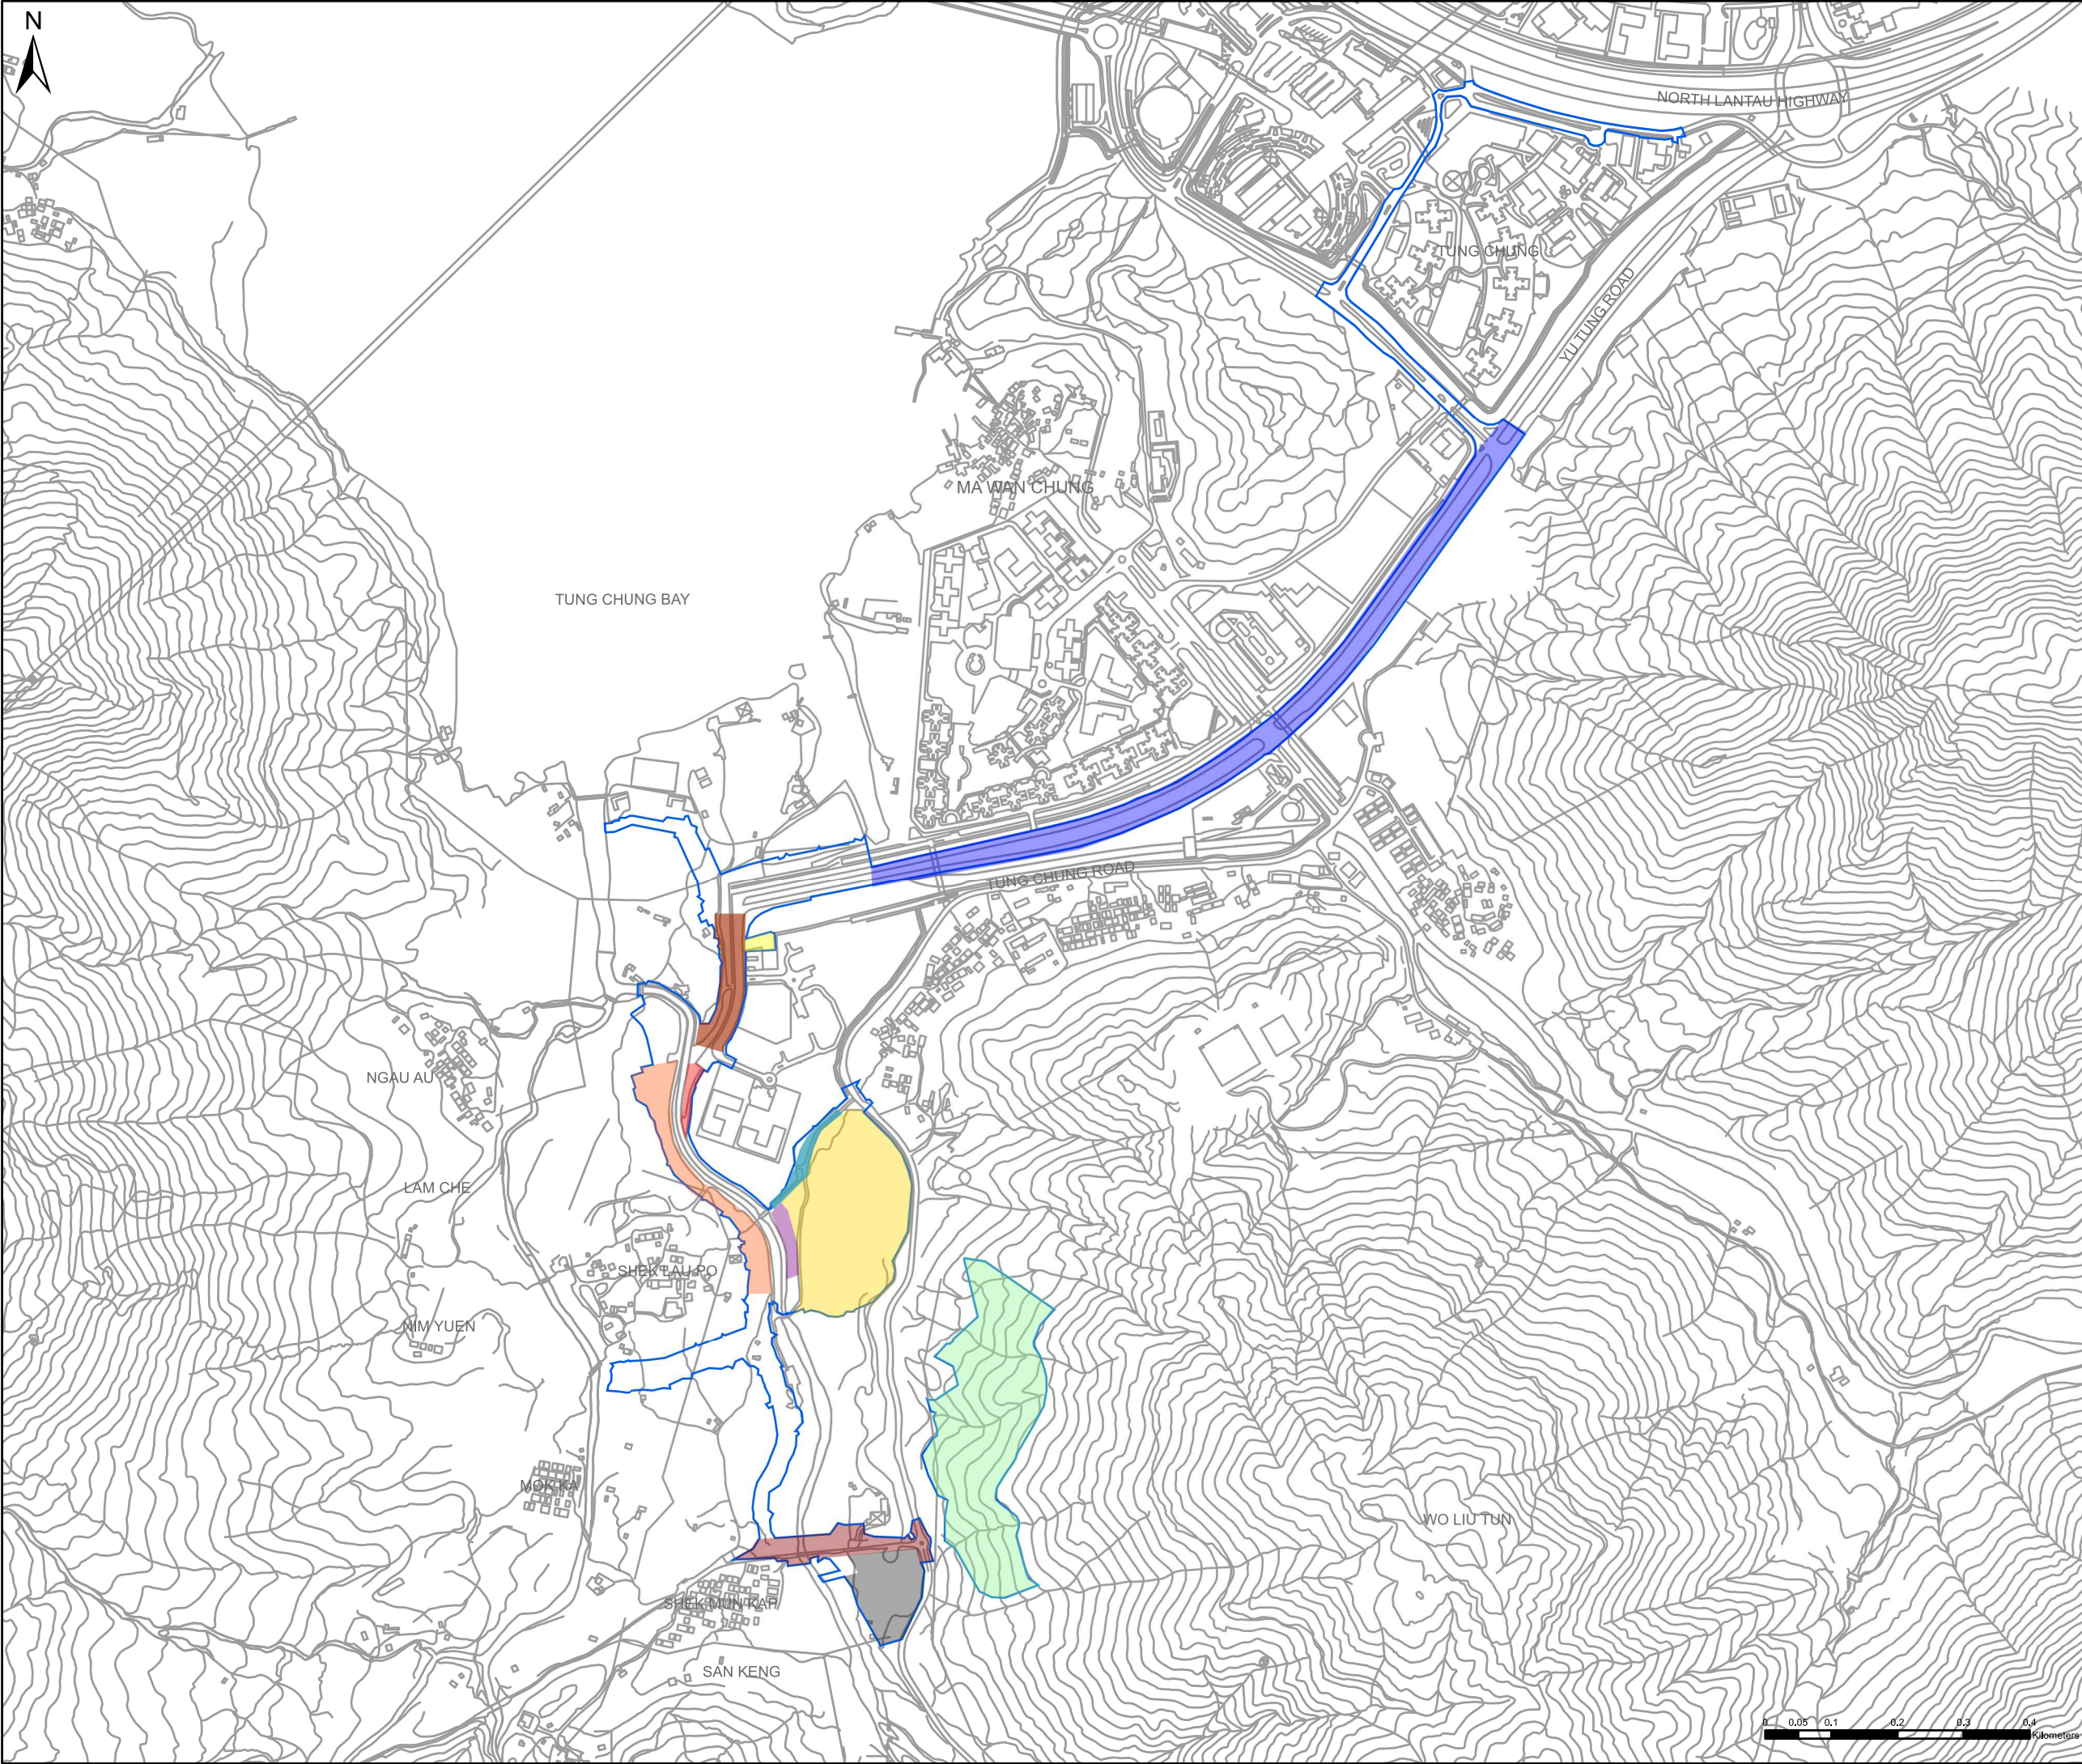 N
NORTH LANTAU HIGHWAY
TUNG CHUNG
YU TUNG ROAD
MA WAN CHUNG
TUNG CHUNG BAY
TUNG CHUNG ROAD
NGAU AU
LAM CHE
SHEK LAU PO
NIM YUEN
MOK KA
WO LIU TUN
SHEK MUN KAP
SAN KENG
0 0.05 0.1 0.2 0.3 0.4
Kilometers